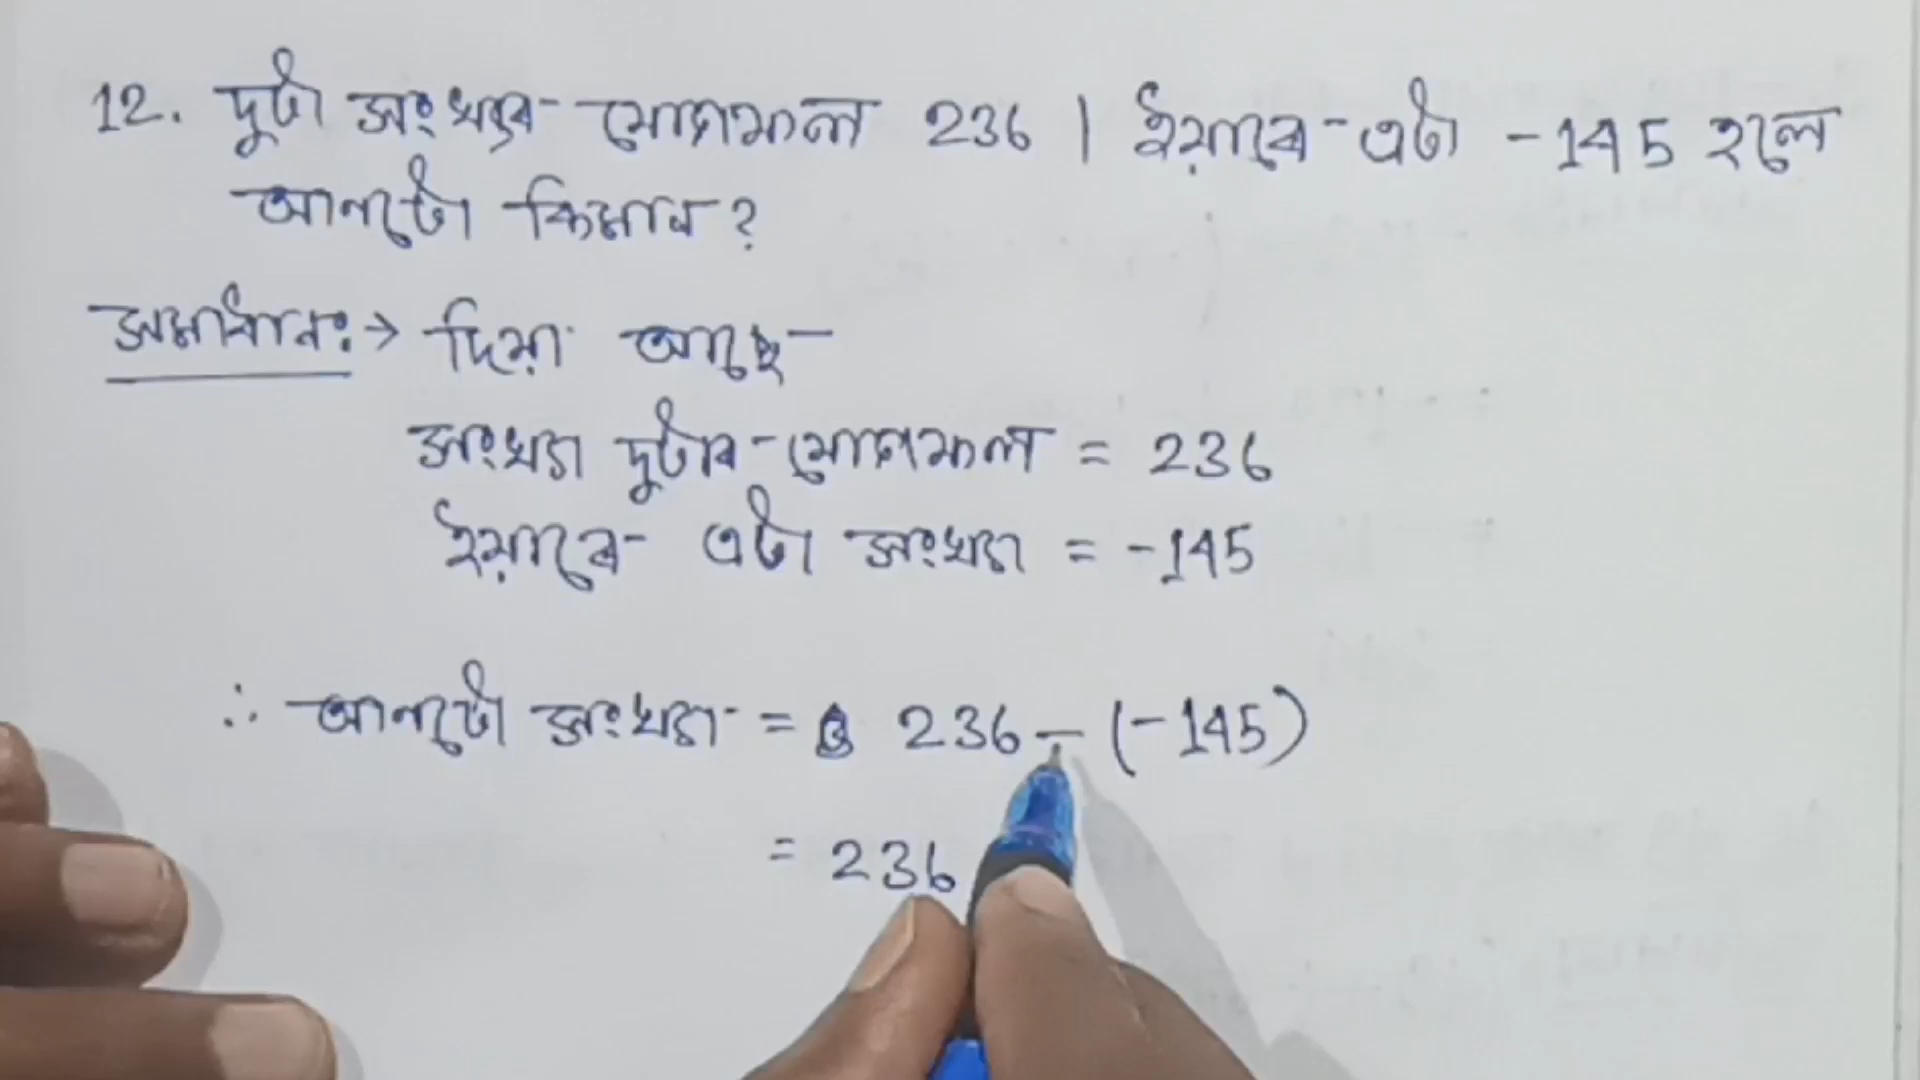 12. দুটা সংখ্যাৰ যোগফল 236 | ইয়াৰে এটা -145 হলে
আনটো কিমান?
সমাধান:→ দিয়া আছে-
সংখ্যা দুটাৰ যোগফল = 236
ইয়াৰে এটা সংখ্যা = -145
∴ আনটো সংখ্যা = 236 - (-145)
= 236